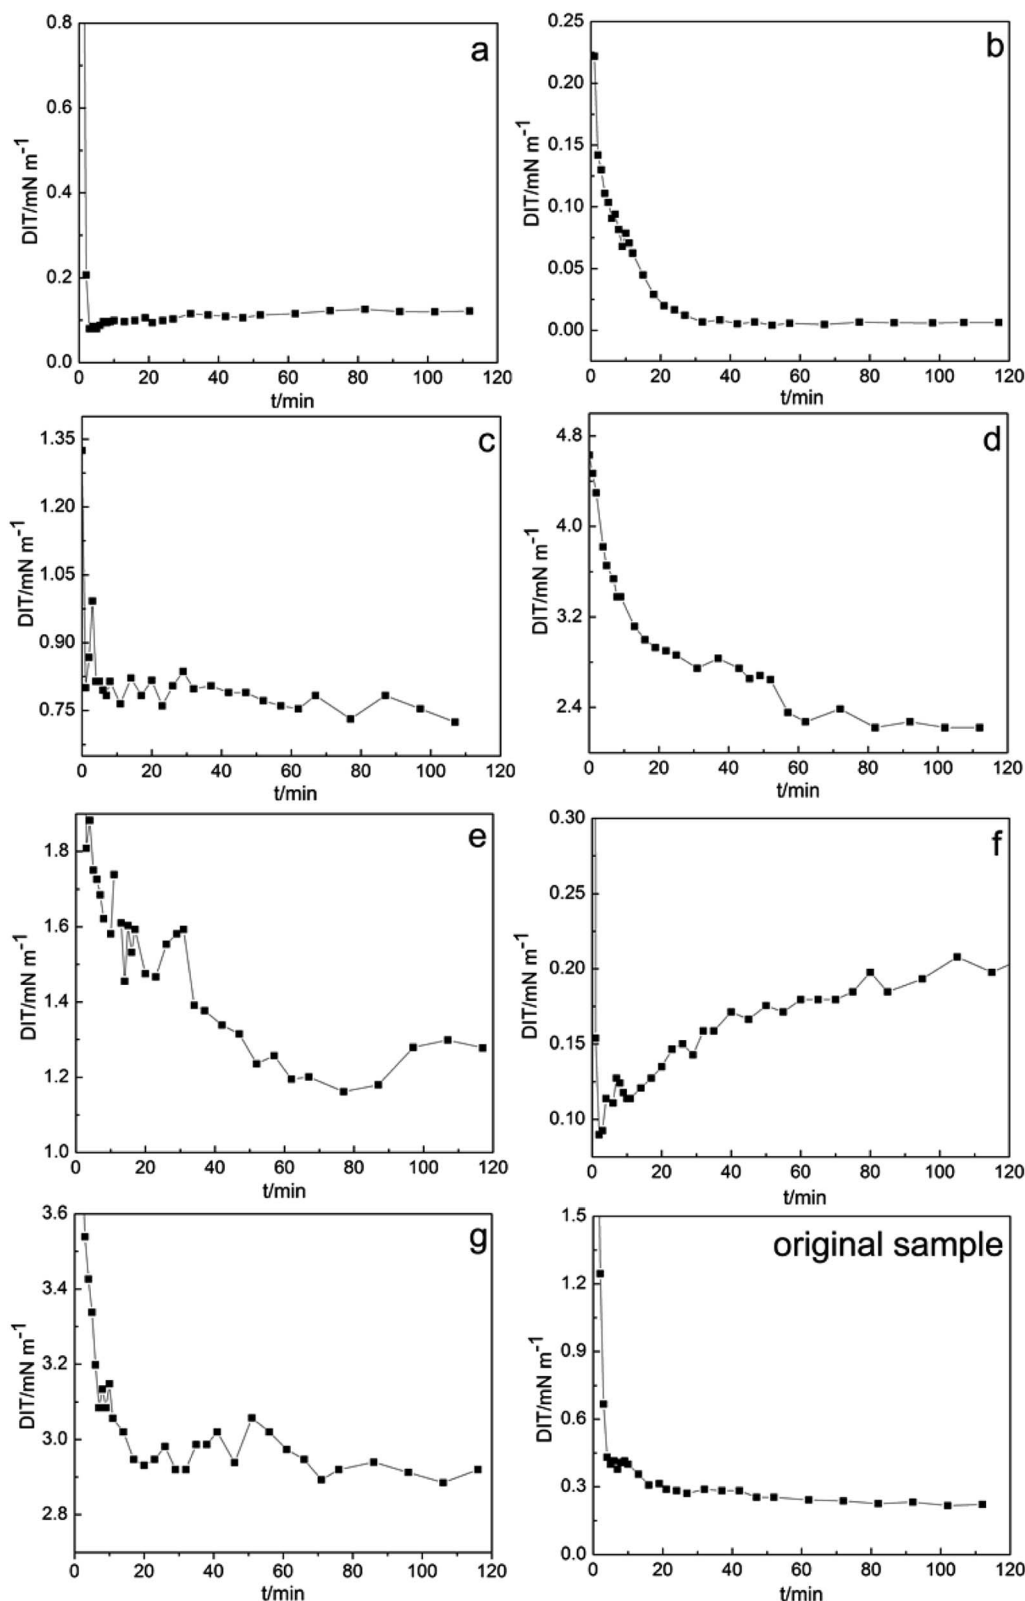 a
DIT/mN m⁻¹
0.8
0.6
0.4
0.2
0.0
0 20 40 60 80 100 120
t/min
b
DIT/mN m⁻¹
0.25
0.20
0.15
0.10
0.05
0.00
0 20 40 60 80 100 120
t/min
c
DIT/mN m⁻¹
1.35
1.20
1.05
0.90
0.75
0 20 40 60 80 100 120
t/min
d
DIT/mN m⁻¹
4.8
4.0
3.2
2.4
0 20 40 60 80 100 120
t/min
e
DIT/mN m⁻¹
1.8
1.6
1.4
1.2
1.0
0 20 40 60 80 100 120
t/min
f
DIT/mN m⁻¹
0.30
0.25
0.20
0.15
0.10
0 20 40 60 80 100 120
t/min
g
DIT/mN m⁻¹
3.6
3.4
3.2
3.0
2.8
0 20 40 60 80 100 120
t/min
original sample
DIT/mN m⁻¹
1.5
1.2
0.9
0.6
0.3
0.0
0 20 40 60 80 100 120
t/min